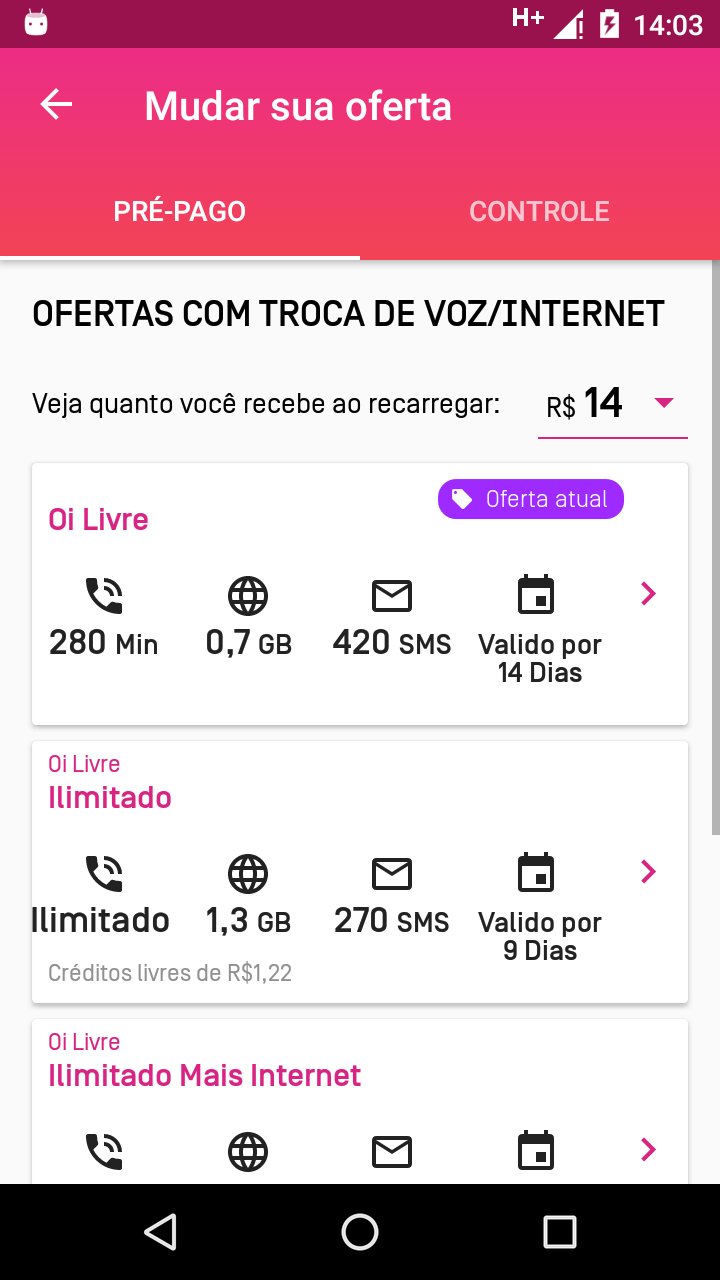 H+ 14:03
Mudar sua oferta
PRÉ-PAGO CONTROLE
OFERTAS COM TROCA DE VOZ/INTERNET
Veja quanto você recebe ao recarregar: R$ 14
Oferta atual
Oi Livre
280 Min 0,7 GB 420 SMS Valido por
14 Dias
Oi Livre
Ilimitado
Ilimitado 1,3 GB 270 SMS Valido por
9 Dias
Créditos livres de R$1,22
Oi Livre
Ilimitado Mais Internet